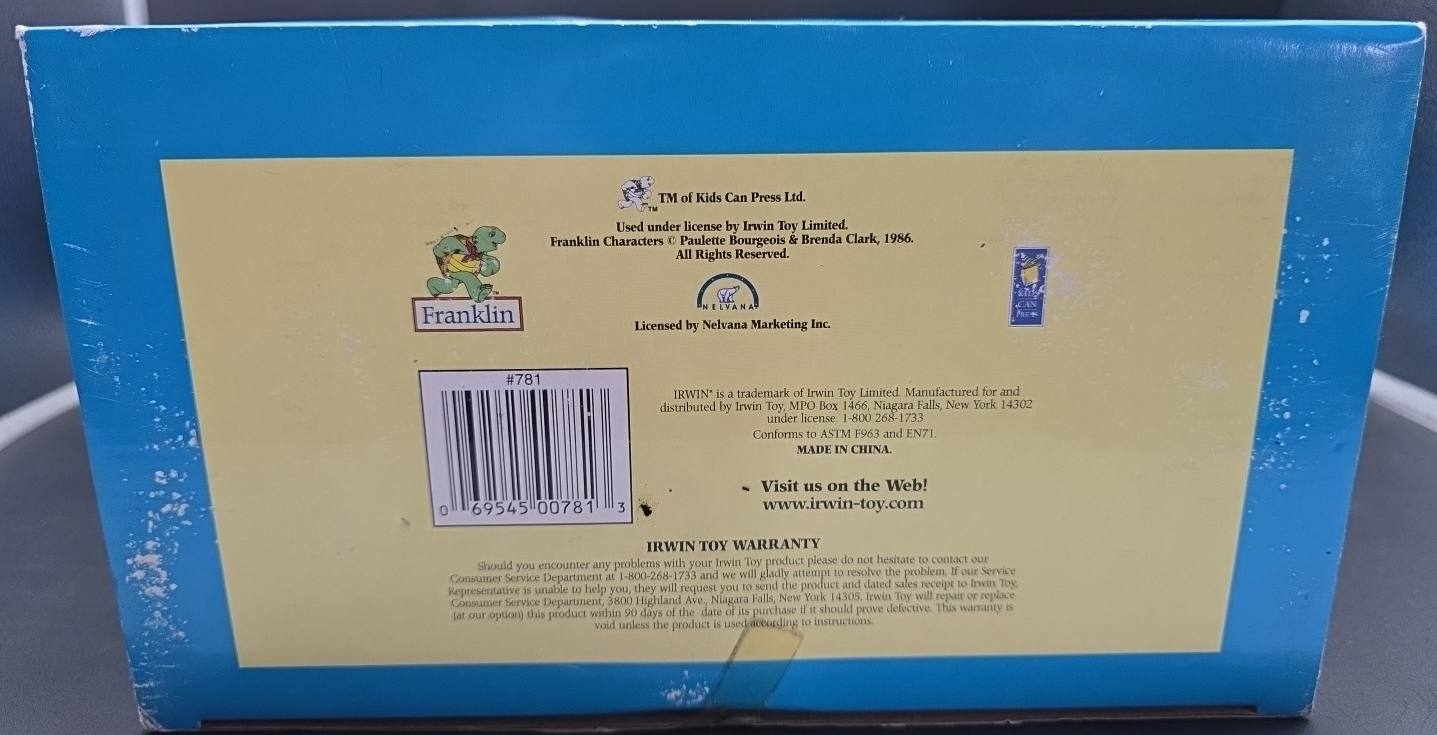 TM of Kids Can Press Ltd.
TM
Used under license by Irwin Toy Limited.
Franklin Characters © Paulette Bourgeois & Brenda Clark, 1986.
All Rights Reserved.
TM
Franklin
NELVANA
Licensed by Nelvana Marketing Inc.
KIDS
CAN
PRESS
#781
0 69545 00781 3
IRWIN* is a trademark of Irwin Toy Limited. Manufactured for and
distributed by Irwin Toy, MPO Box 1466, Niagara Falls, New York 14302
under license. 1-800 268-1733
Conforms to ASTM F963 and EN71.
MADE IN CHINA.
Visit us on the Web!
www.irwin-toy.com
IRWIN TOY WARRANTY
Should you encounter any problems with your Irwin Toy product please do not hesitate to contact our
Consumer Service Department at 1-800-268-1733 and we will gladly attempt to resolve the problem. If our Service
Representative is unable to help you, they will request you to send the product and dated sales receipt to Irwin Toy,
Consumer Service Department, 3800 Highland Ave., Niagara Falls, New York 14305. Irwin Toy will repair or replace
(at our option) this product within 90 days of the date of its purchase if it should prove defective. This warranty is
void unless the product is used according to instructions.